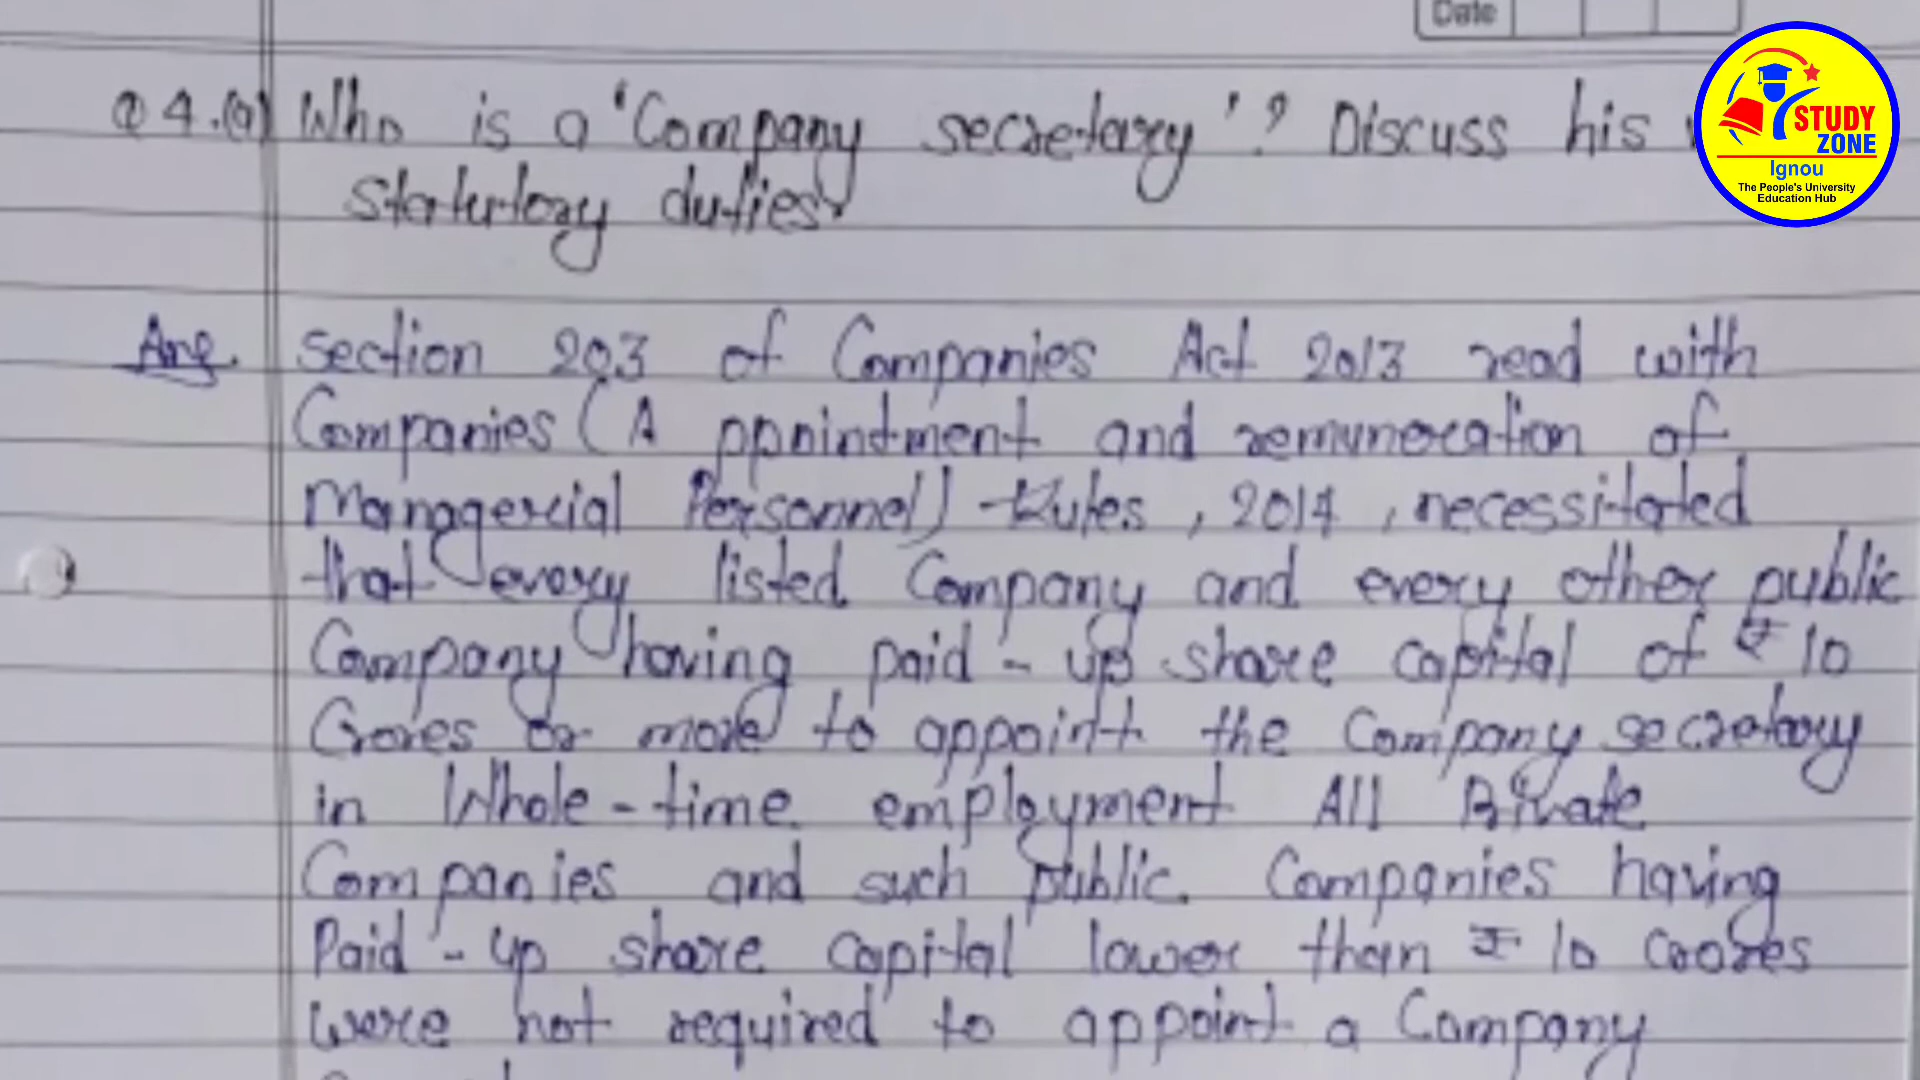 Date
Q 4.(a) Who is a 'Company secretary'? Discuss his
statutory duties.
Ans. section 203 of Companies Act 2013 read with
Companies (A ppointment and remuneration of
Managerial Personnel) Rules, 2014, necessitated
that every listed Company and every other public
Company having paid-up share capital of ₹ 10
Crores or more to appoint the Company secretary
in Whole-time employment All Private
Companies and such public Companies having
Paid-up share capital lower than ₹ 10 Crores
were not required to appoint a Company
STUDY
ZONE
Ignou
The People's University
Education Hub